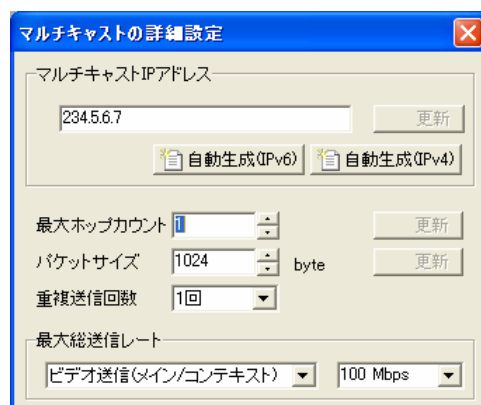 マルチキャストの詳細設定
マルチキャストIPアドレス
234.5.6.7 更新
自動生成(IPv6) 自動生成(IPv4)
最大ホップカウント 1 更新
パケットサイズ 1024 byte 更新
重複送信回数 1回
最大総送信レート
ビデオ送信(メイン/コンテキスト) 100 Mbps